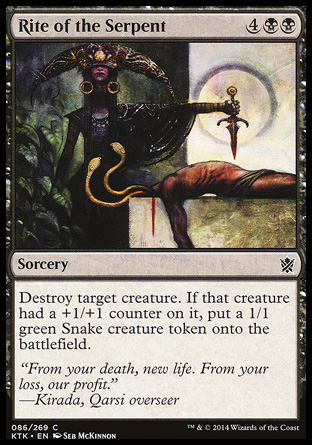 Rite of the Serpent 4
Sorcery
Destroy target creature. If that creature
had a +1/+1 counter on it, put a 1/1
green Snake creature token onto the
battlefield.
“From your death, new life. From your
loss, our profit.”
—Kirada, Qarsi overseer
086/269 C
KTK • EN Seb McKinnon
™ & © 2014 Wizards of the Coast